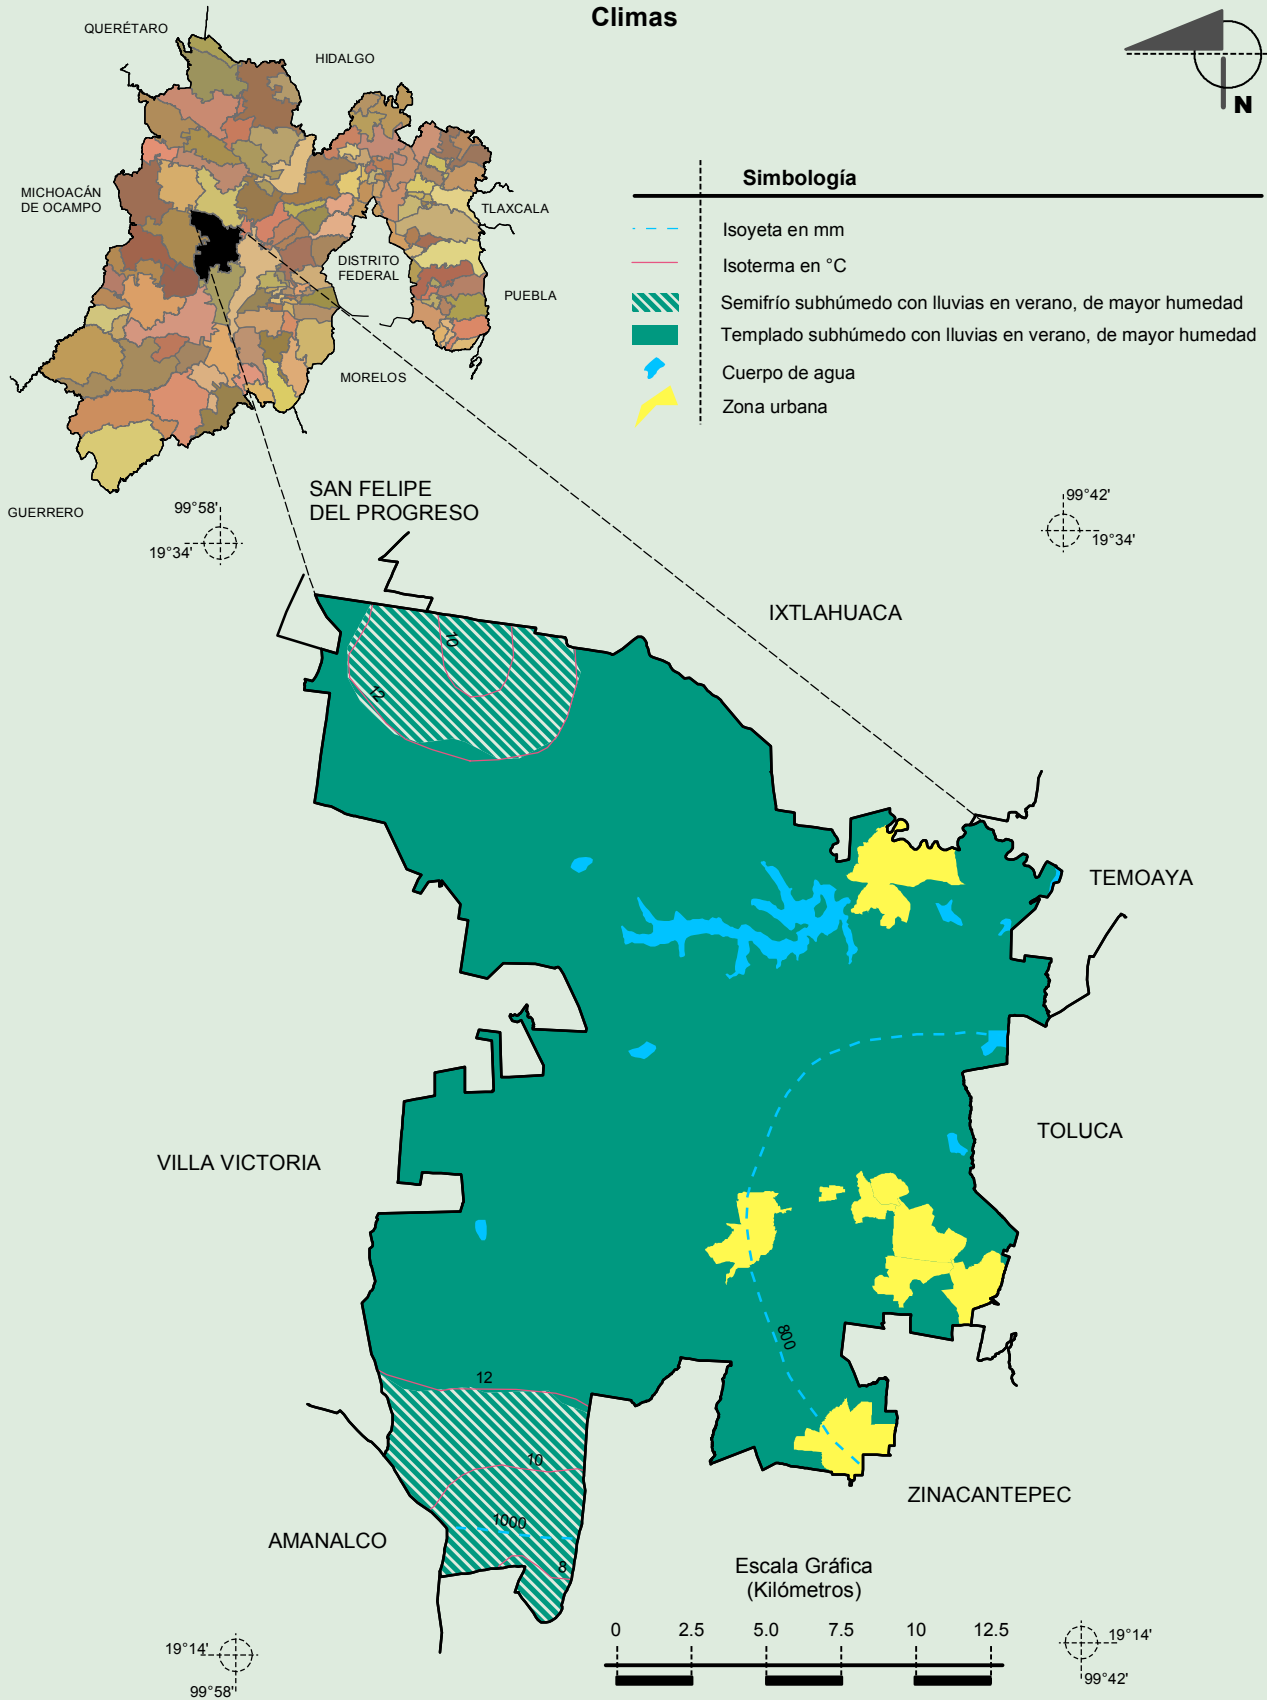 Climas
QUERÉTARO
HIDALGO
MICHOACÁN
DE OCAMPO
TLAXCALA
DISTRITO
FEDERAL
PUEBLA
MORELOS
GUERRERO
N
Simbología
Isoyeta en mm
Isoterma en °C
Semifrío subhúmedo con lluvias en verano, de mayor humedad
Templado subhúmedo con lluvias en verano, de mayor humedad
Cuerpo de agua
Zona urbana
99°58'
19°34'
99°42'
19°34'
SAN FELIPE
DEL PROGRESO
IXTLAHUACA
10
12
TEMOAYA
TOLUCA
VILLA VICTORIA
800
12
10
1000
8
ZINACANTEPEC
AMANALCO
Escala Gráfica
(Kilómetros)
0 2.5 5.0 7.5 10 12.5
19°14'
99°58'
19°14'
99°42'